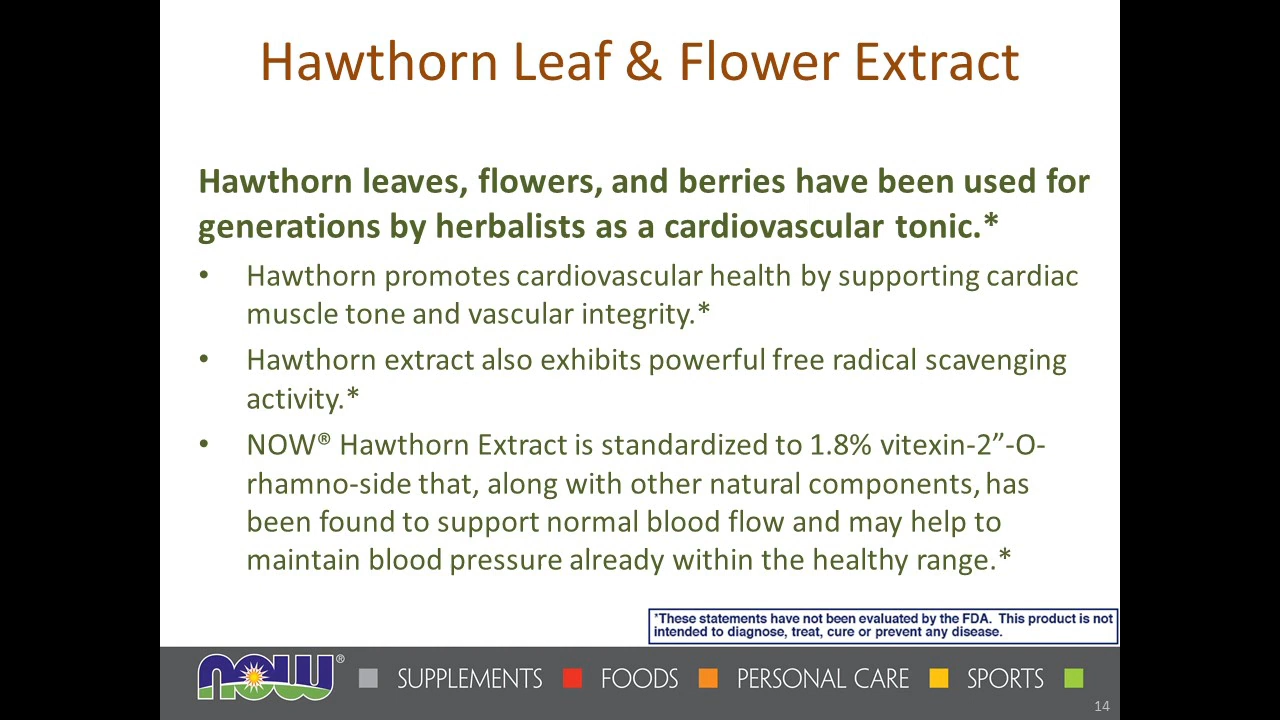 Hawthorn Leaf & Flower Extract
Hawthorn leaves, flowers, and berries have been used for
generations by herbalists as a cardiovascular tonic.*
• Hawthorn promotes cardiovascular health by supporting cardiac
muscle tone and vascular integrity.*
• Hawthorn extract also exhibits powerful free radical scavenging
activity.*
• NOW® Hawthorn Extract is standardized to 1.8% vitexin-2”-O-
rhamno-side that, along with other natural components, has
been found to support normal blood flow and may help to
maintain blood pressure already within the healthy range.*
*These statements have not been evaluated by the FDA. This product is not
intended to diagnose, treat, cure or prevent any disease.
now® SUPPLEMENTS FOODS PERSONAL CARE SPORTS
14